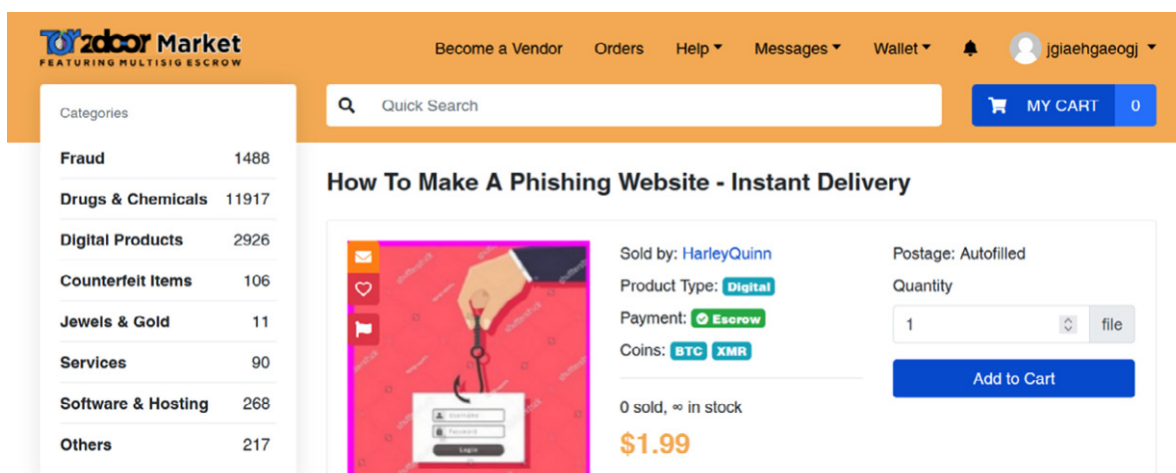 Tor2door Market
FEATURING MULTISIG ESCROW
Become a Vendor Orders Help Messages Wallet jgiaehgaeogj
Categories
Quick Search
MY CART 0
Fraud 1488
Drugs & Chemicals 11917
Digital Products 2926
Counterfeit Items 106
Jewels & Gold 11
Services 90
Software & Hosting 268
Others 217
How To Make A Phishing Website - Instant Delivery
shutterstock
Username
Password
Login
Sold by: HarleyQuinn
Product Type: Digital
Payment: Escrow
Coins: BTC XMR
0 sold, ∞ in stock
$1.99
Postage: Autofilled
Quantity
1 file
Add to Cart